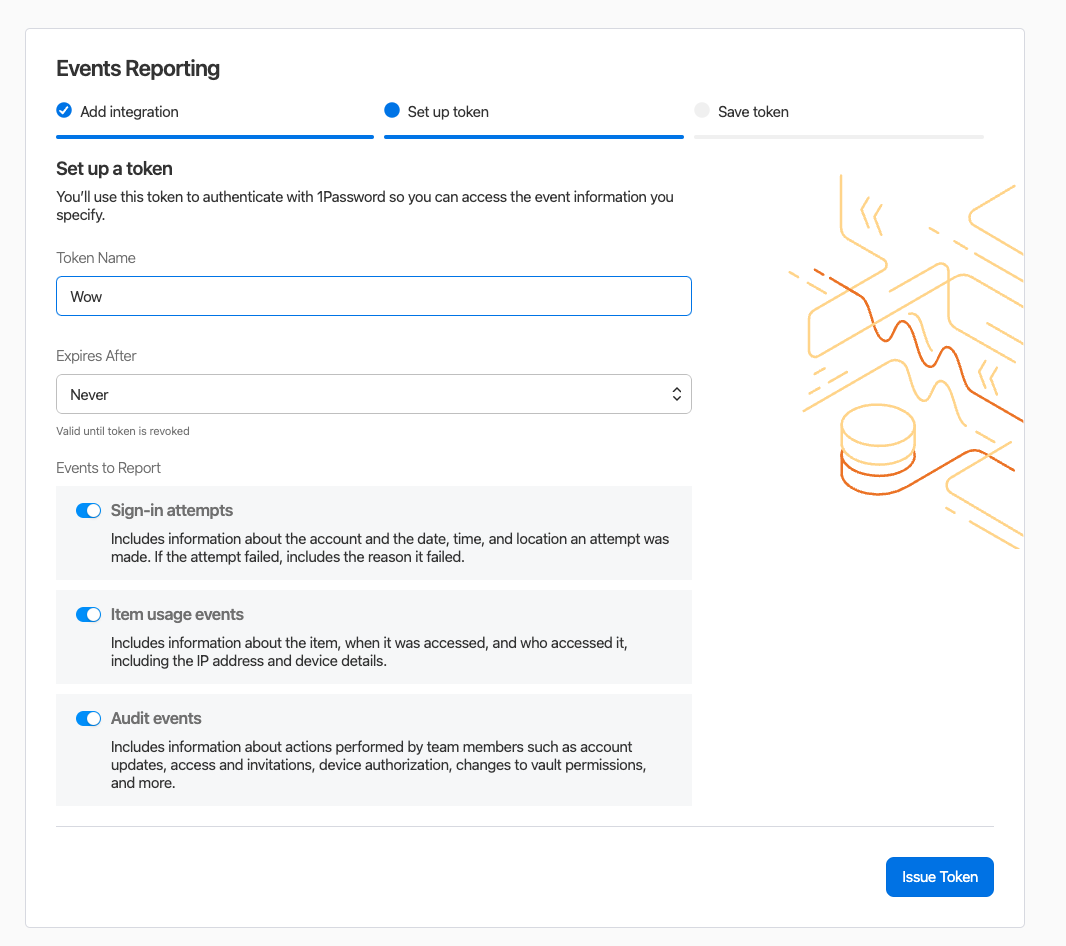 Events Reporting
Add integration
Set up token
Save token
Set up a token
You’ll use this token to authenticate with 1Password so you can access the event information you
specify.
Token Name
Wow
Expires After
Never
Valid until token is revoked
Events to Report
Sign-in attempts
Includes information about the account and the date, time, and location an attempt was
made. If the attempt failed, includes the reason it failed.
Item usage events
Includes information about the item, when it was accessed, and who accessed it,
including the IP address and device details.
Audit events
Includes information about actions performed by team members such as account
updates, access and invitations, device authorization, changes to vault permissions,
and more.
Issue Token